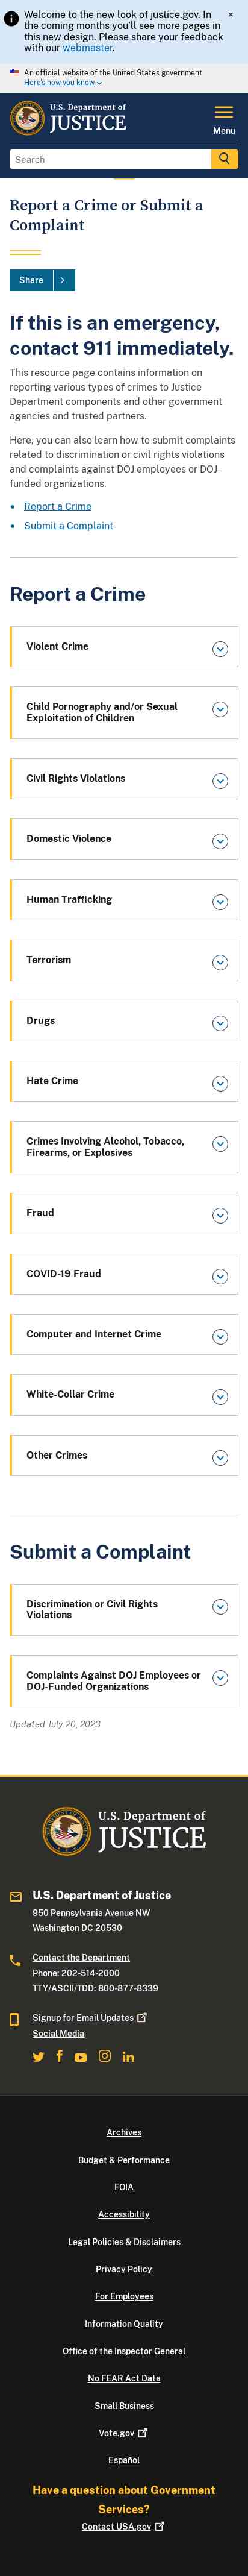 Welcome to the new look of justice.gov. In
the coming months you'll see more pages in
this new design. Please share your feedback
with our webmaster.
×
An official website of the United States government
Here's how you know
U.S. Department of
JUSTICE
Menu
Search
Report a Crime or Submit a
Complaint
Share
If this is an emergency,
contact 911 immediately.
This resource page contains information on
reporting various types of crimes to Justice
Department components and other government
agencies and trusted partners.
Here, you can also learn how to submit complaints
related to discrimination or civil rights violations
and complaints against DOJ employees or DOJ-
funded organizations.
• Report a Crime
• Submit a Complaint
Report a Crime
Violent Crime
Child Pornography and/or Sexual
Exploitation of Children
Civil Rights Violations
Domestic Violence
Human Trafficking
Terrorism
Drugs
Hate Crime
Crimes Involving Alcohol, Tobacco,
Firearms, or Explosives
Fraud
COVID-19 Fraud
Computer and Internet Crime
White-Collar Crime
Other Crimes
Submit a Complaint
Discrimination or Civil Rights
Violations
Complaints Against DOJ Employees or
DOJ-Funded Organizations
Updated July 20, 2023
U.S. Department of
JUSTICE
U.S. Department of Justice
950 Pennsylvania Avenue NW
Washington DC 20530
Contact the Department
Phone: 202-514-2000
TTY/ASCII/TDD: 800-877-8339
Signup for Email Updates
Social Media
Archives
Budget & Performance
FOIA
Accessibility
Legal Policies & Disclaimers
Privacy Policy
For Employees
Information Quality
Office of the Inspector General
No FEAR Act Data
Small Business
Vote.gov
Español
Have a question about Government
Services?
Contact USA.gov